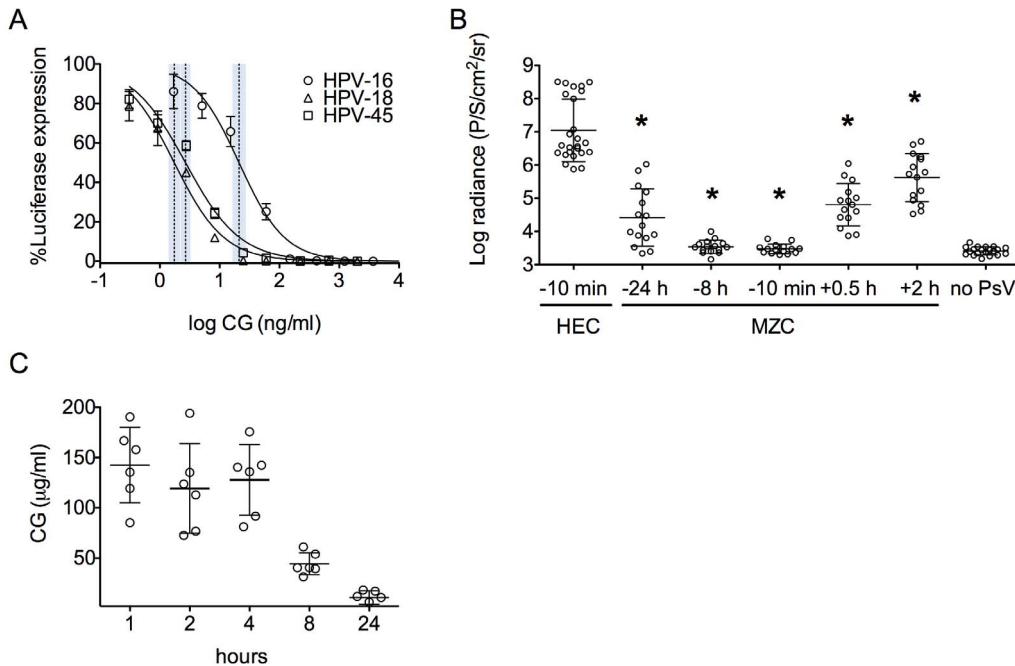 A
%Luciferase expression
100
80
60
40
20
0
-1 0 1 2 3 4
log CG (ng/ml)
HPV-16
HPV-18
HPV-45
B
Log radiance (P/S/cm²/sr)
9
8
7
6
5
4
3
* * * * *
-10 min -24 h -8 h -10 min +0.5 h +2 h no PsV
HEC MZC
C
CG (µg/ml)
200
150
100
50
1 2 4 8 24
hours